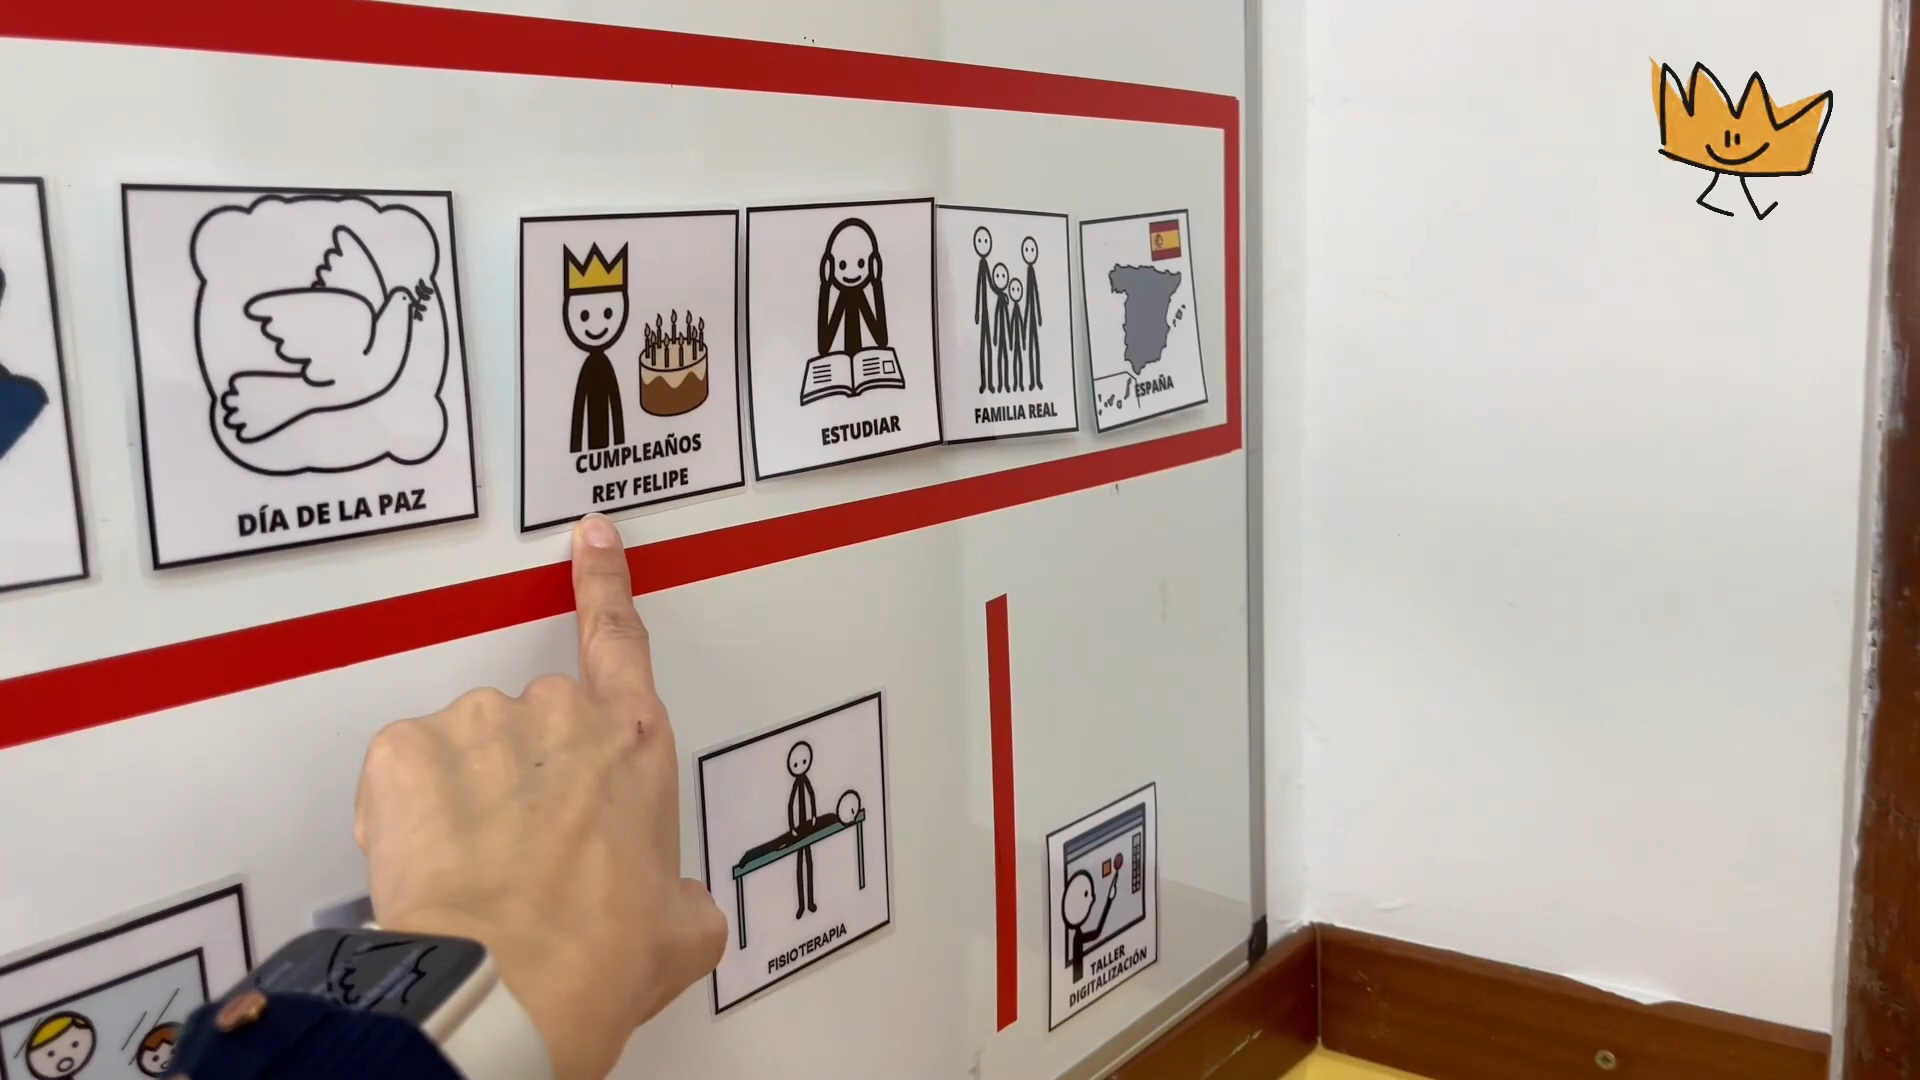 DÍA DE LA PAZ
CUMPLEAÑOS
REY FELIPE
ESTUDIAR
FAMILIA REAL
ESPAÑA
FISIOTERAPIA
TALLER
DIGITALIZACIÓN